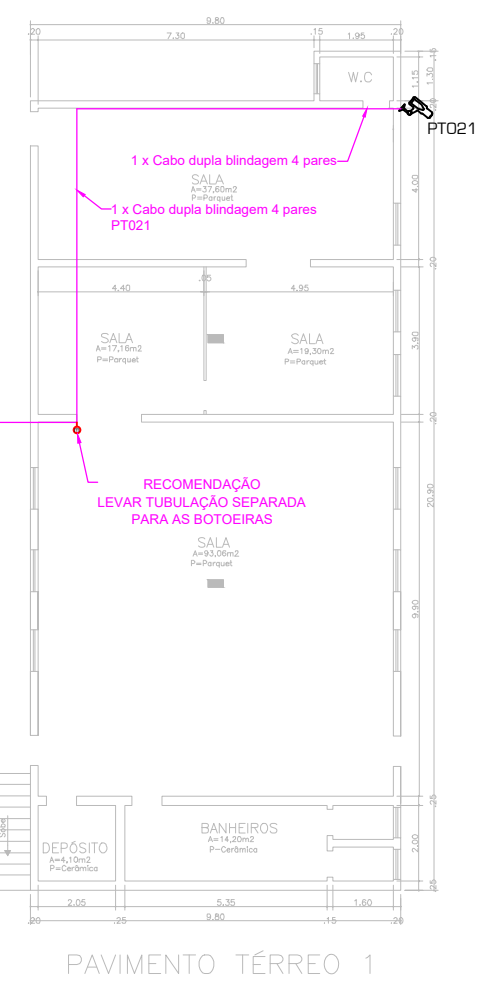 9.80
.20
7.30
.15
1.95
.20
.15
1.15
1.30
W.C
.20
PT021
1 x Cabo dupla blindagem 4 pares
SALA
A=37,60m2
P=Parquet
4.00
1 x Cabo dupla blindagem 4 pares
PT021
.20
.05
4.40
4.95
SALA
A=17,16m2
P=Parquet
SALA
A=19,30m2
P=Parquet
3.90
.20
RECOMENDAÇÃO
LEVAR TUBULAÇÃO SEPARADA
PARA AS BOTOEIRAS
20.90
SALA
A=93,06m2
P=Parquet
9.90
.25
Sobe
DEPÓSITO
A=4,10m2
P=Cerâmica
BANHEIROS
A=14,20m2
P-Cerâmica
2.00
.25
2.05
5.35
1.60
.20
.25
9.80
.15
.20
PAVIMENTO TÉRREO 1